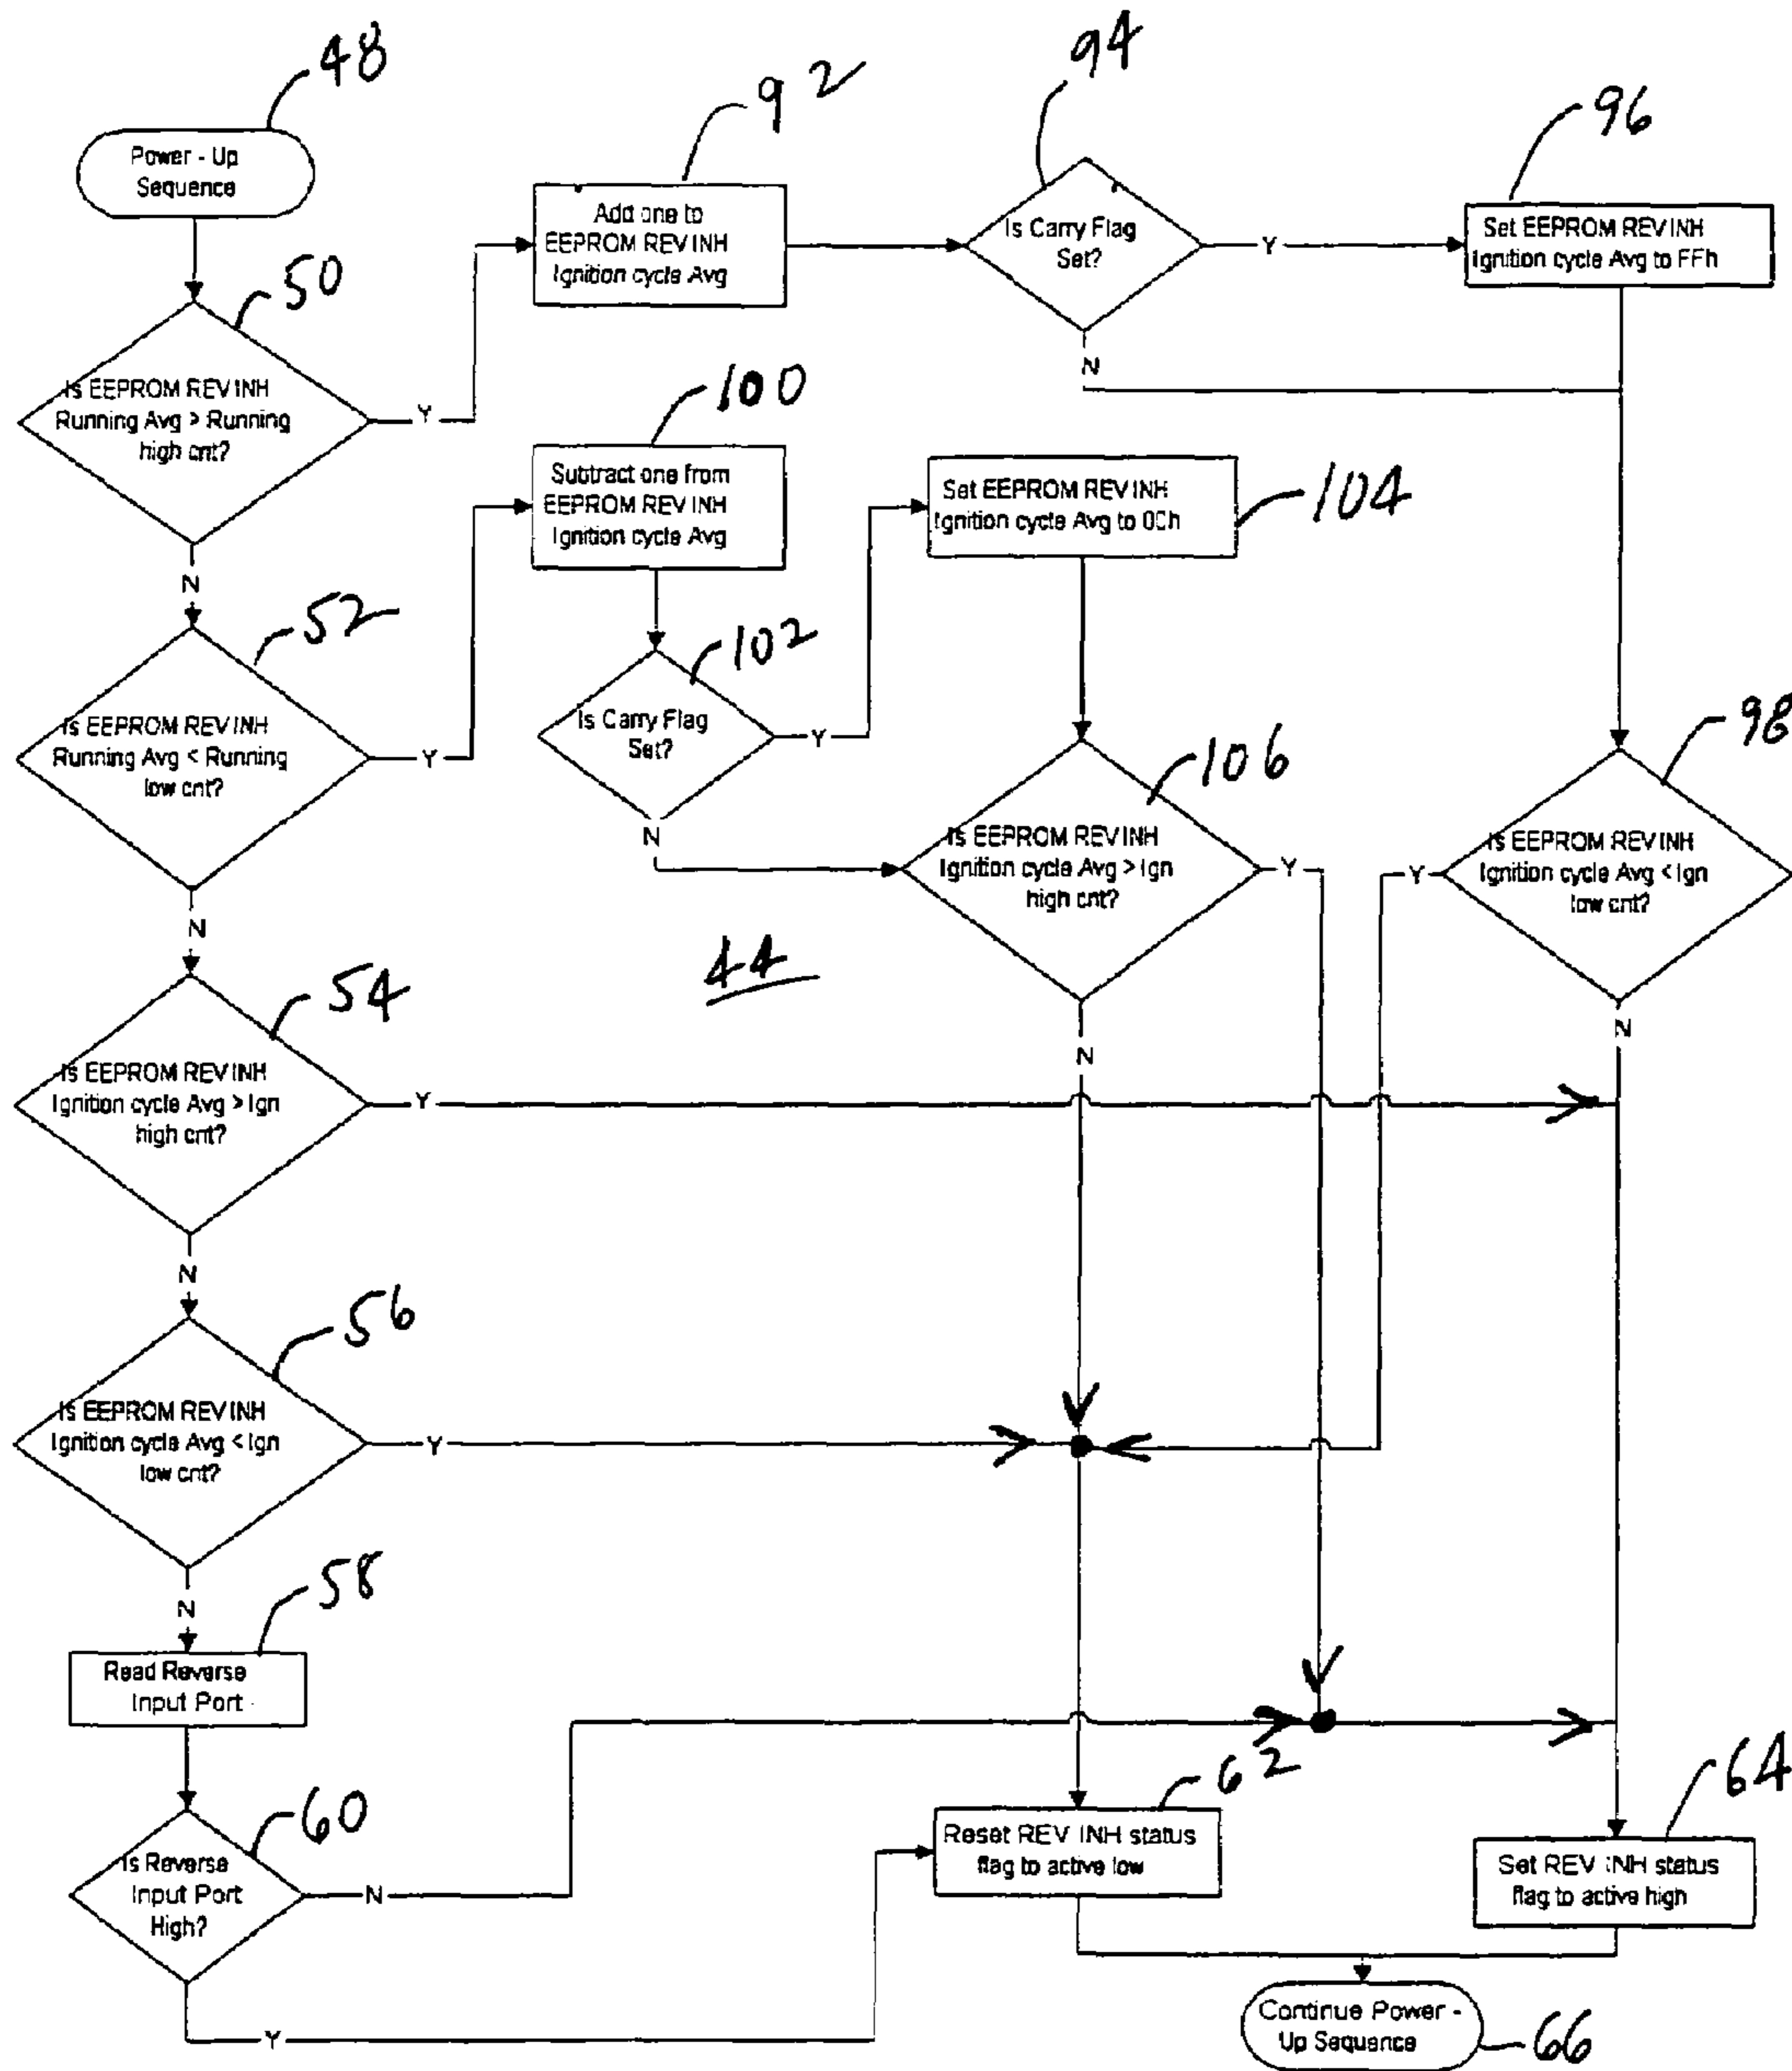 48
Power - Up
Sequence
92
Add one to
EEPROM REV INH
Ignition cycle Avg
94
Is Carry Flag
Set?
Y
N
96
Set EEPROM REV INH
Ignition cycle Avg to FFh
50
Is EEPROM REV INH
Running Avg > Running
high cnt?
Y
N
100
Subtract one from
EEPROM REV INH
Ignition cycle Avg
102
Is Carry Flag
Set?
Y
N
Set EEPROM REV INH
Ignition cycle Avg to 00h
104
52
Is EEPROM REV INH
Running Avg < Running
low cnt?
Y
N
106
Is EEPROM REV INH
Ignition cycle Avg > Ign
high cnt?
Y
N
98
Is EEPROM REV INH
Ignition cycle Avg < Ign
low cnt?
Y
N
44
54
Is EEPROM REV INH
Ignition cycle Avg > Ign
high cnt?
Y
N
56
Is EEPROM REV INH
Ignition cycle Avg < Ign
low cnt?
Y
N
58
Read Reverse
Input Port
60
Is Reverse
Input Port
High?
N
Y
62
Reset REV INH status
flag to active low
64
Set REV INH status
flag to active high
Continue Power -
Up Sequence
66